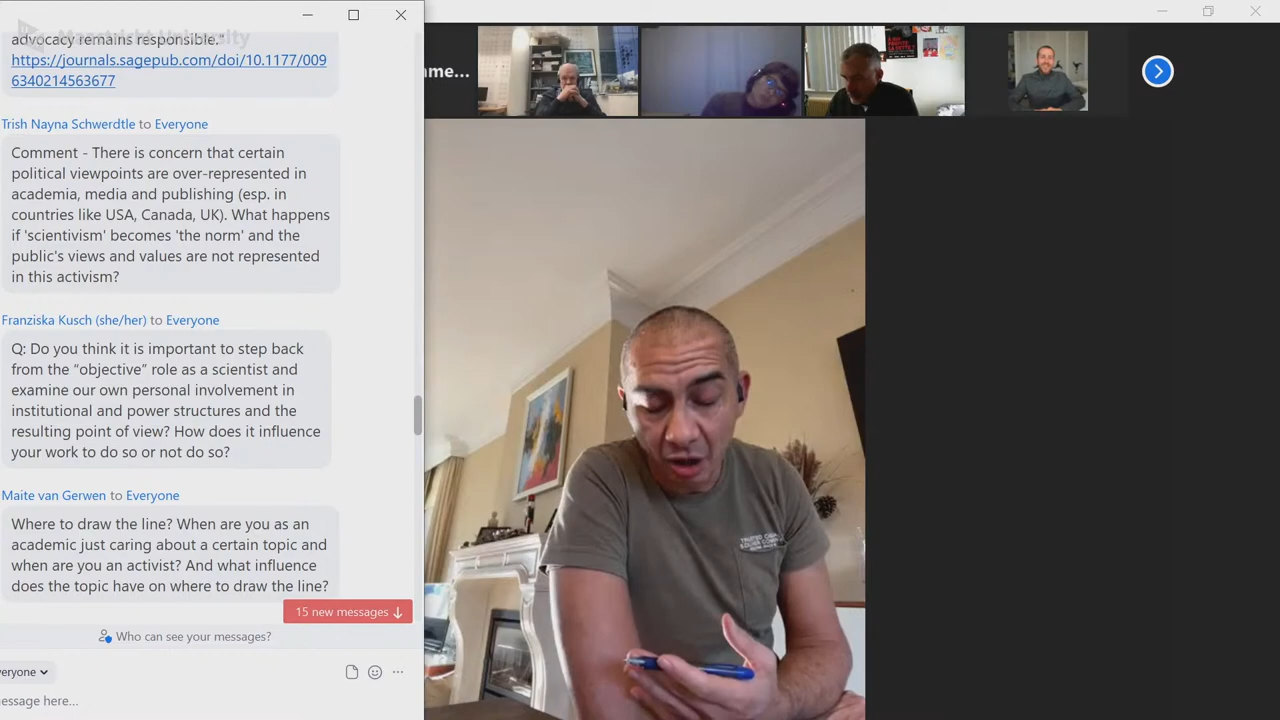 Maastricht University
advocacy remains responsible."
https://journals.sagepub.com/doi/10.1177/009
6340214563677
Trish Nayna Schwerdtle to Everyone
Comment - There is concern that certain
political viewpoints are over-represented in
academia, media and publishing (esp. in
countries like USA, Canada, UK). What happens
if 'scientivism' becomes 'the norm' and the
public's views and values are not represented
in this activism?
Franziska Kusch (she/her) to Everyone
Q: Do you think it is important to step back
from the “objective” role as a scientist and
examine our own personal involvement in
institutional and power structures and the
resulting point of view? How does it influence
your work to do so or not do so?
Maite van Gerwen to Everyone
Where to draw the line? When are you as an
academic just caring about a certain topic and
when are you an activist? And what influence
does the topic have on where to draw the line?
15 new messages
Who can see your messages?
eryone
essage here...
me...